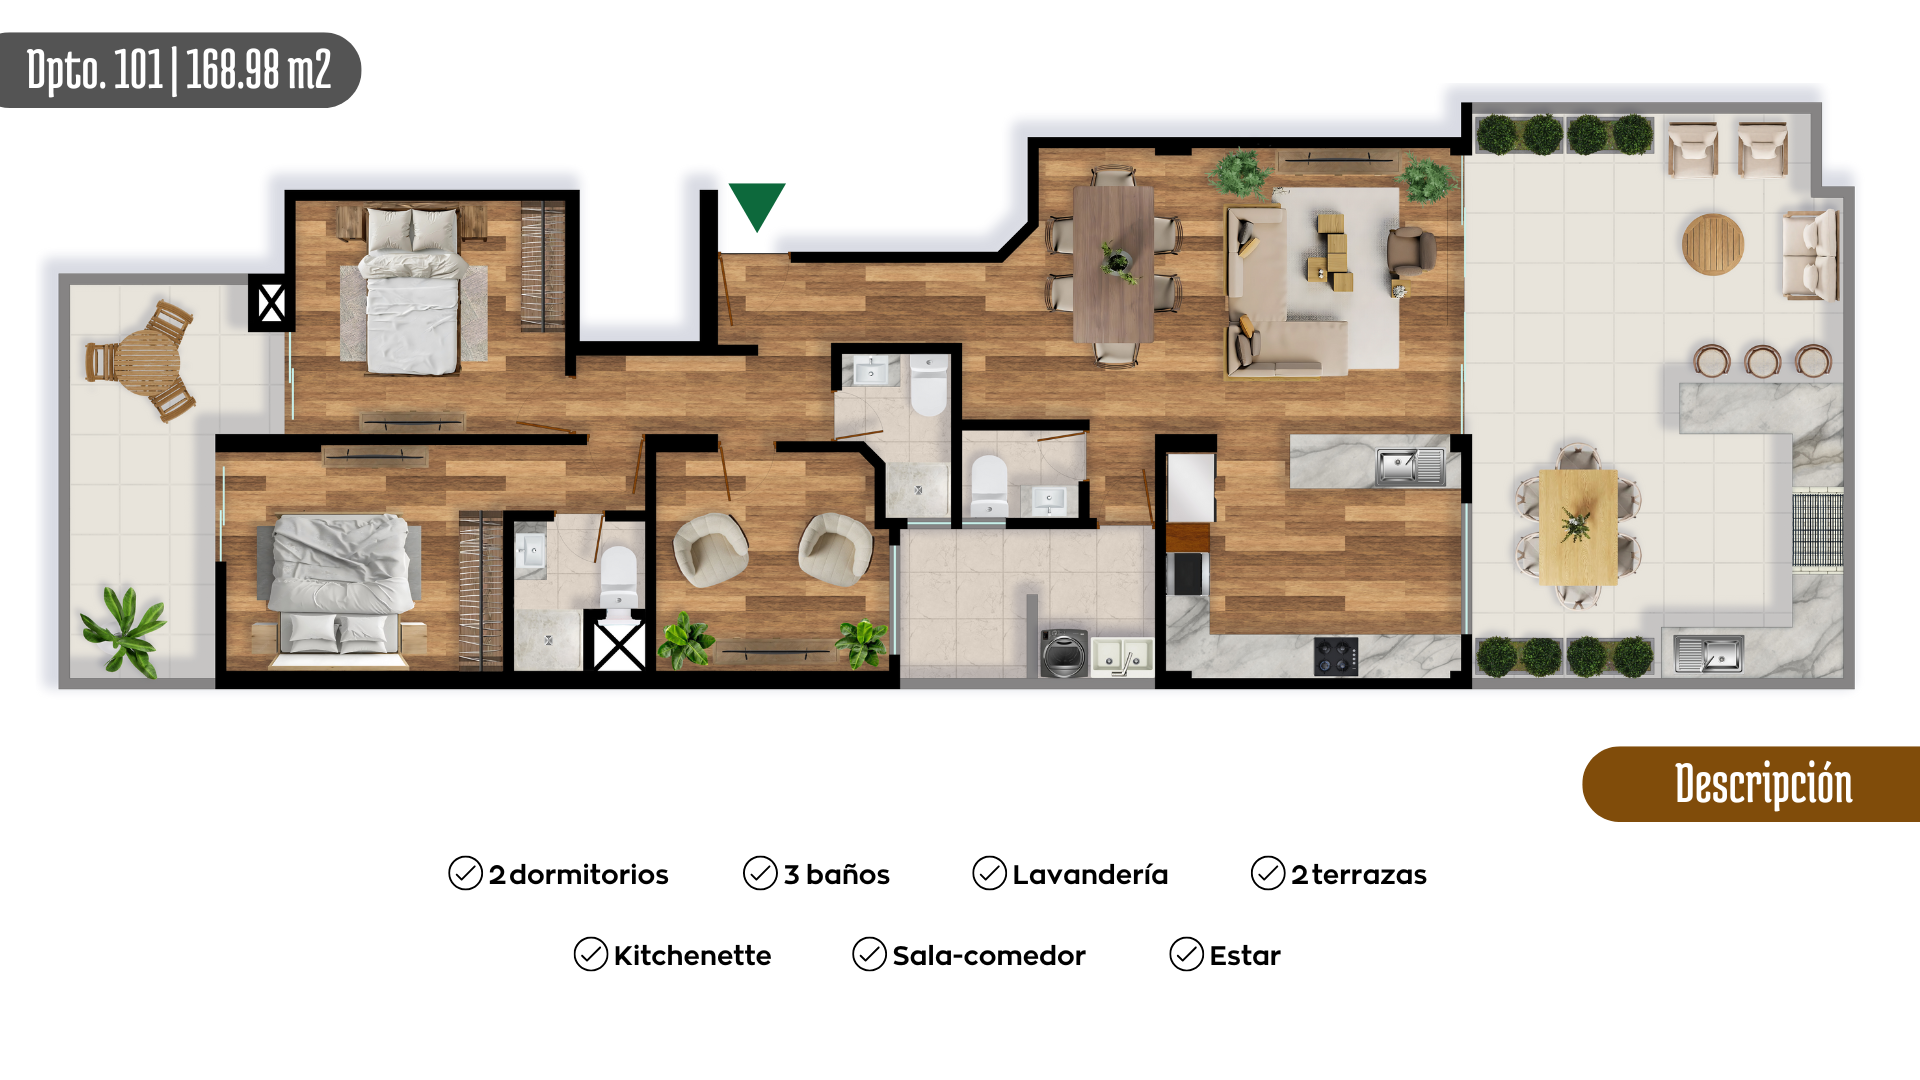 Dpto. 101 | 168.98 m2
Descripción
2 dormitorios
3 baños
Lavandería
2 terrazas
Kitchenette
Sala-comedor
Estar